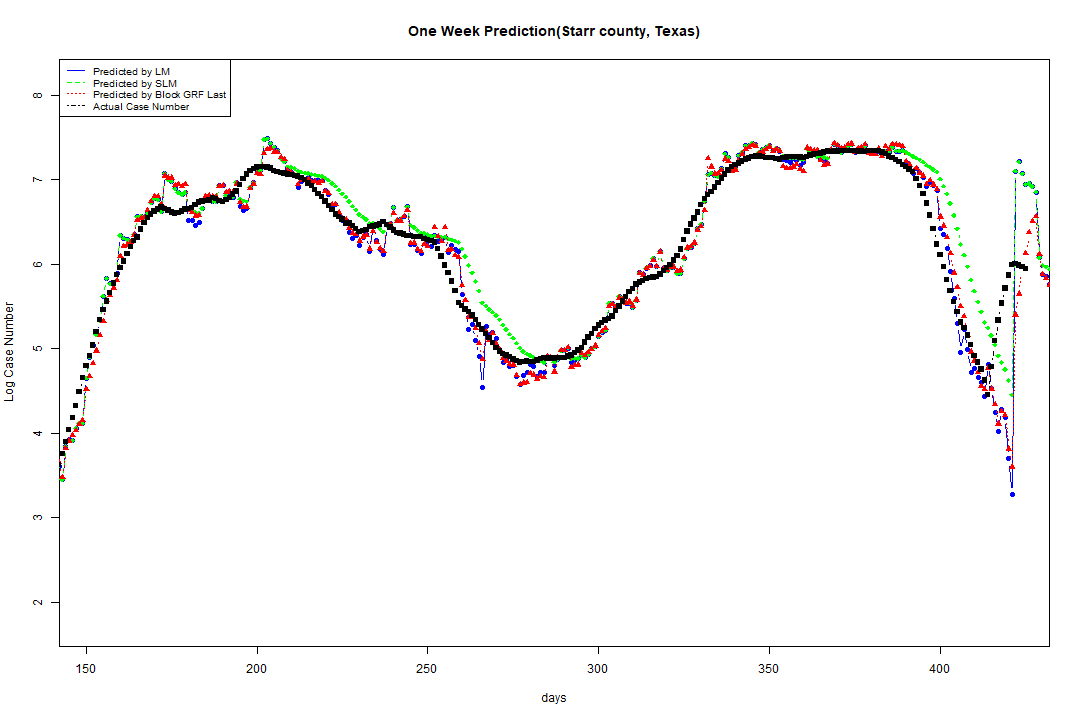 One Week Prediction(Starr county, Texas)
Predicted by LM
Predicted by SLM
Predicted by Block GRF Last
Actual Case Number
8
7
6
5
4
3
2
Log Case Number
150 200 250 300 350 400
days